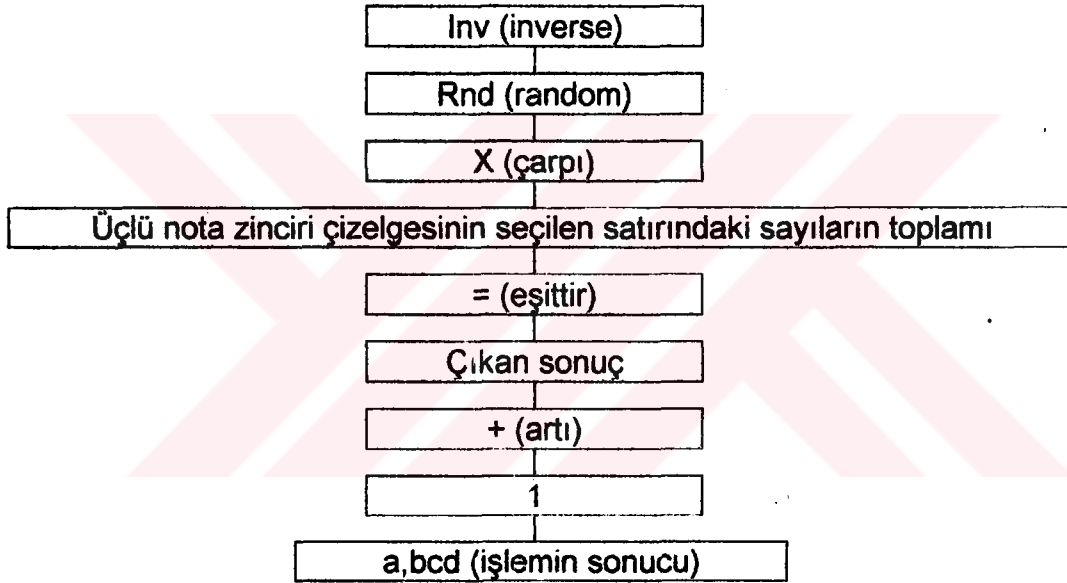 Inv (inverse)
Rnd (random)
X (çarpı)
Üçlü nota zinciri çizelgesinin seçilen satırındaki sayıların toplamı
= (eşittir)
Çıkan sonuç
+ (artı)
1
a,bcd (işlemin sonucu)